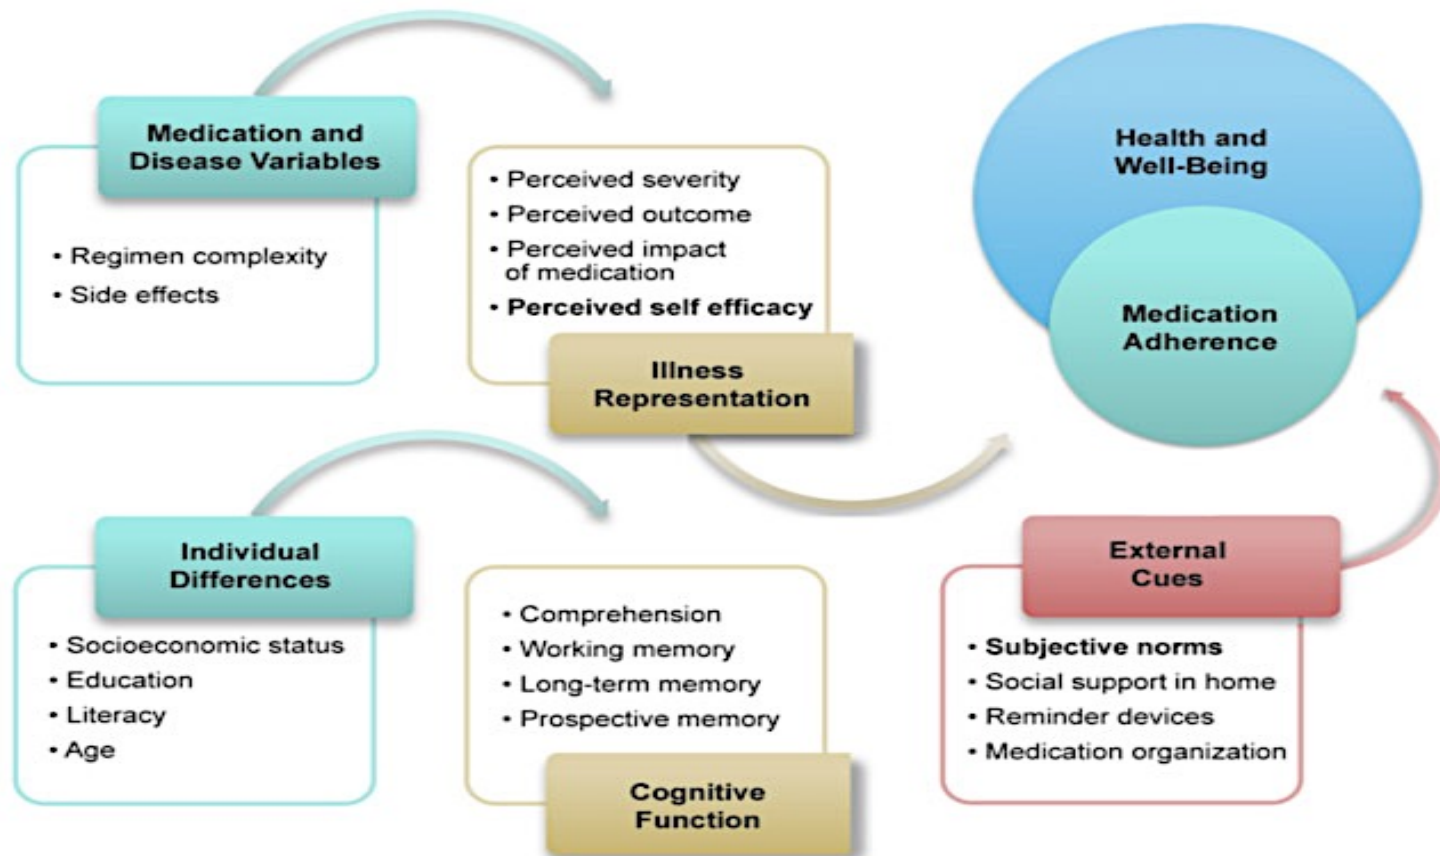 Medication and
Disease Variables
• Regimen complexity
• Side effects
• Perceived severity
• Perceived outcome
• Perceived impact
of medication
• Perceived self efficacy
Illness
Representation
Health and
Well-Being
Medication
Adherence
Individual
Differences
• Socioeconomic status
• Education
• Literacy
• Age
• Comprehension
• Working memory
• Long-term memory
• Prospective memory
Cognitive
Function
External
Cues
• Subjective norms
• Social support in home
• Reminder devices
• Medication organization